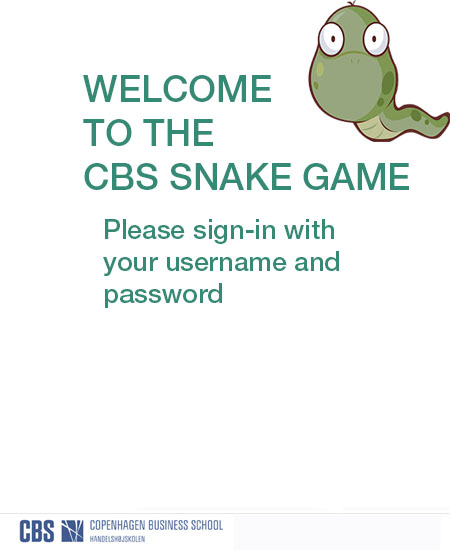 WELCOME
TO THE
CBS SNAKE GAME
Please sign-in with
your username and
password
CBS COPENHAGEN BUSINESS SCHOOL
HANDELSHØJSKOLEN